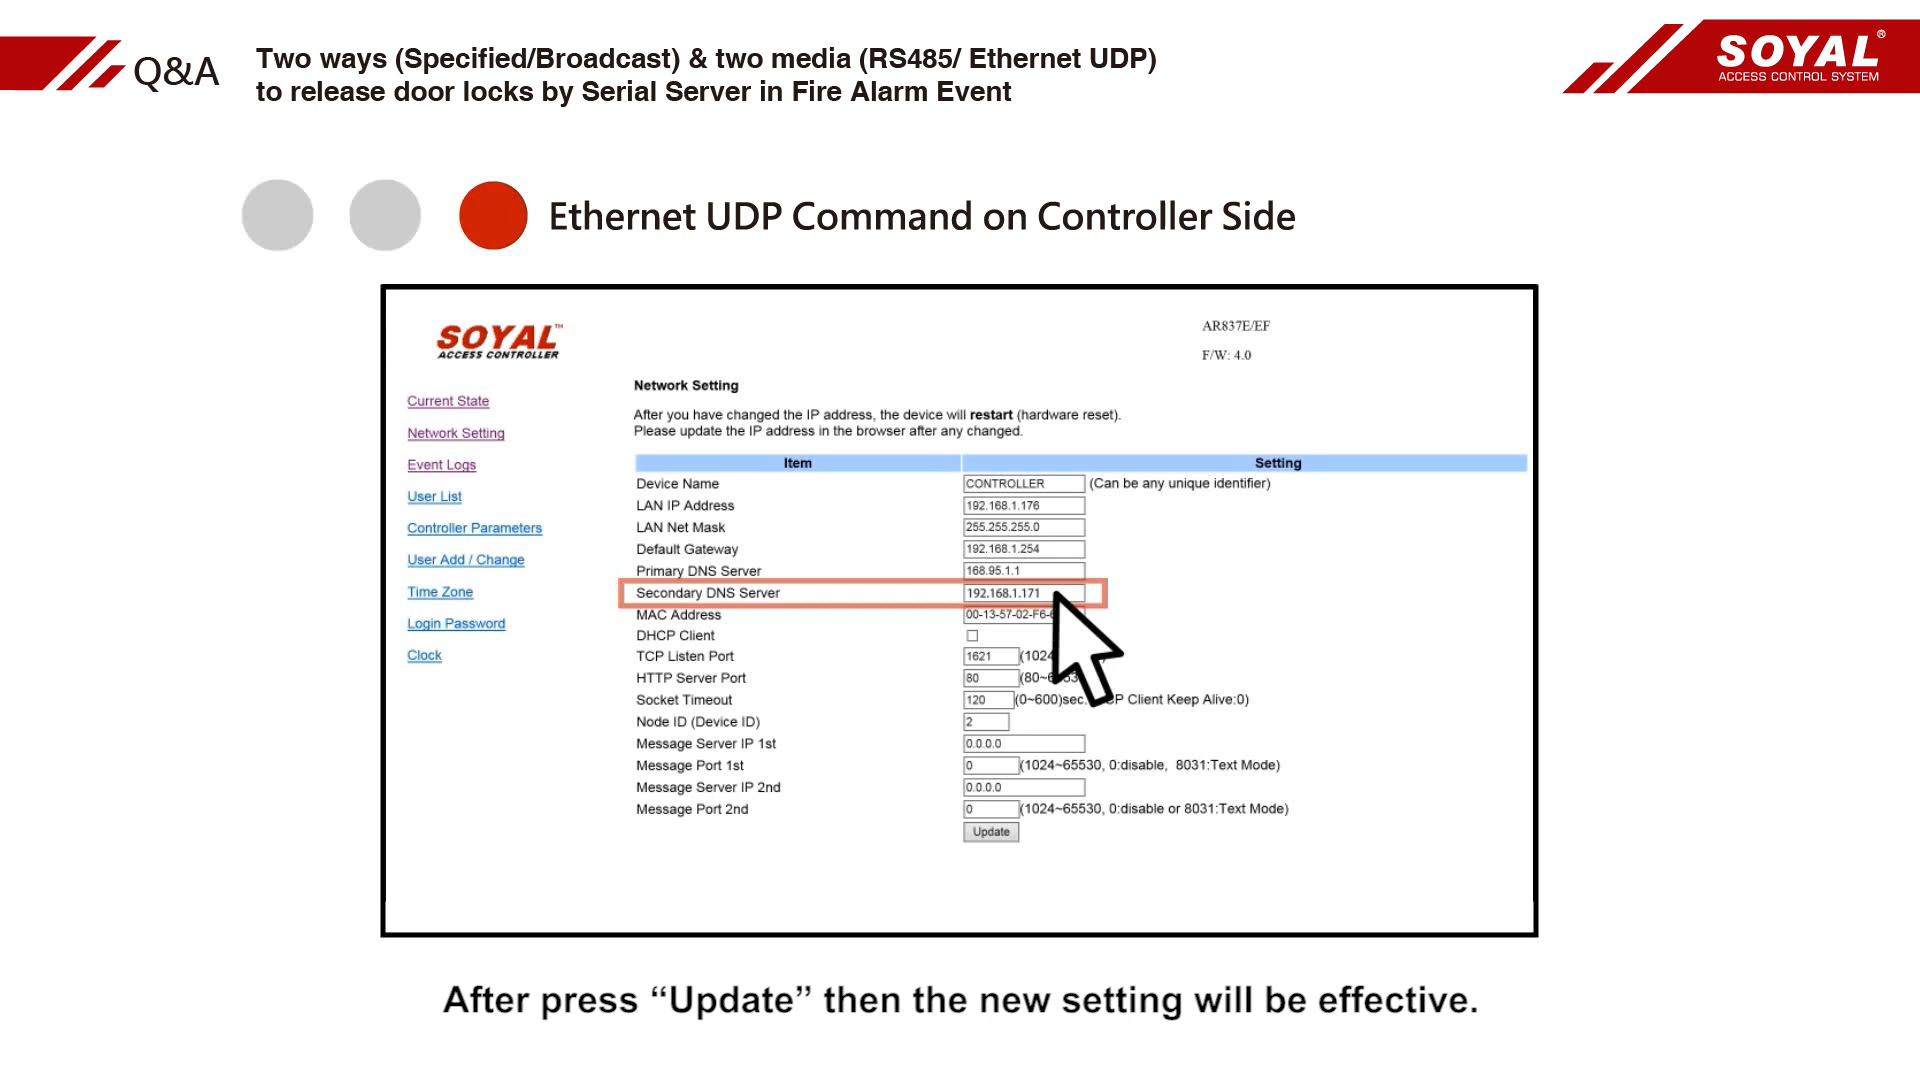 Q&A
Two ways (Specified/Broadcast) & two media (RS485/ Ethernet UDP)
to release door locks by Serial Server in Fire Alarm Event
SOYAL®
ACCESS CONTROL SYSTEM
Ethernet UDP Command on Controller Side
SOYAL™
ACCESS CONTROLLER
AR837E/EF
F/W: 4.0
Current State
Network Setting
Event Logs
User List
Controller Parameters
User Add / Change
Time Zone
Login Password
Clock
Network Setting
After you have changed the IP address, the device will restart (hardware reset).
Please update the IP address in the browser after any changed.
Item Setting
Device Name CONTROLLER (Can be any unique identifier)
LAN IP Address 192.168.1.176
LAN Net Mask 255.255.255.0
Default Gateway 192.168.1.254
Primary DNS Server 168.95.1.1
Secondary DNS Server 192.168.1.171
MAC Address 00-13-57-02-F6-
DHCP Client
TCP Listen Port 1621 (1024
HTTP Server Port 80 (80~
Socket Timeout 120 (0~600)sec. P Client Keep Alive:0)
Node ID (Device ID) 2
Message Server IP 1st 0.0.0.0
Message Port 1st 0 (1024~65530, 0:disable, 8031:Text Mode)
Message Server IP 2nd 0.0.0.0
Message Port 2nd 0 (1024~65530, 0:disable or 8031:Text Mode)
Update
After press “Update” then the new setting will be effective.